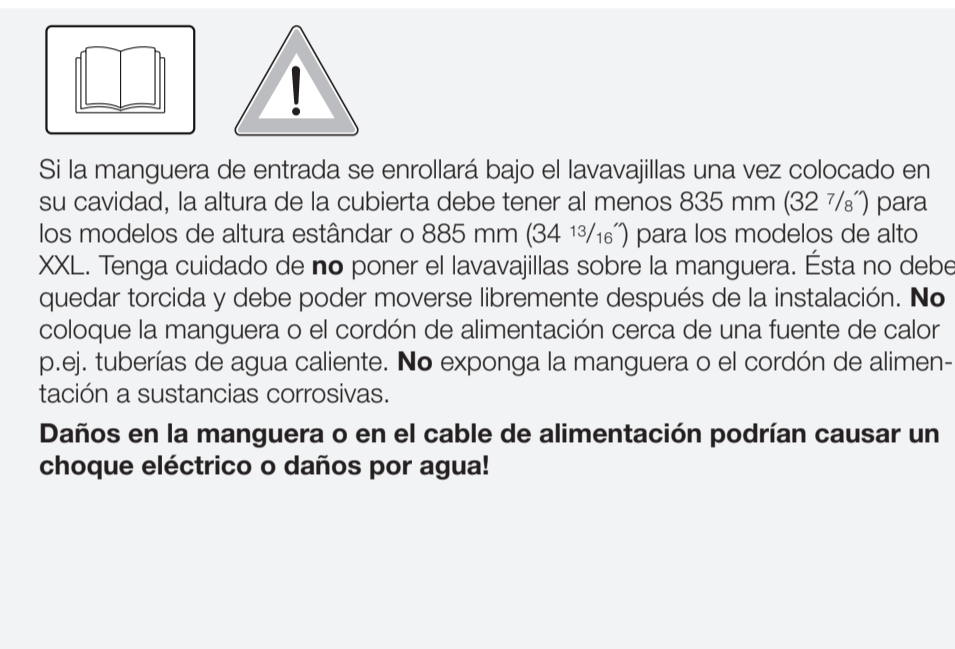 Si la manguera de entrada se enrollará bajo el lavavajillas una vez colocado en
su cavidad, la altura de la cubierta debe tener al menos 835 mm (32 7/8˝) para
los modelos de altura estândar o 885 mm (34 13/16˝) para los modelos de alto
XXL. Tenga cuidado de no poner el lavavajillas sobre la manguera. Ésta no debe
quedar torcida y debe poder moverse libremente después de la instalación. No
coloque la manguera o el cordón de alimentación cerca de una fuente de calor
p.ej. tuberías de agua caliente. No exponga la manguera o el cordón de alimen-
tación a sustancias corrosivas.
Daños en la manguera o en el cable de alimentación podrían causar un
choque eléctrico o daños por agua!